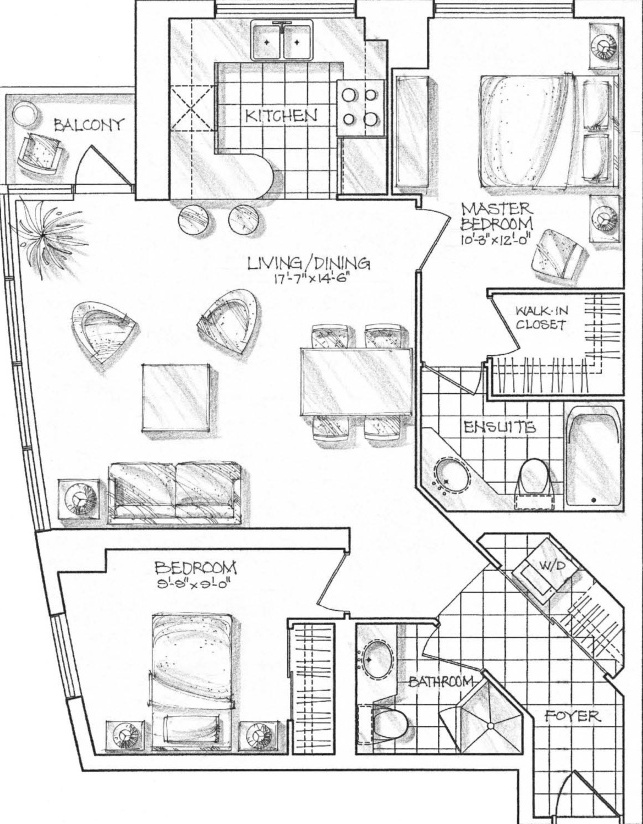 BALCONY
KITCHEN
MASTER
BEDROOM
10'-3"x12'-0"
LIVING/DINING
17'-7"x14'-6"
WALK-IN
CLOSET
ENSUITE
BEDROOM
9'-9"x9'-0"
W/D
BATHROOM
FOYER